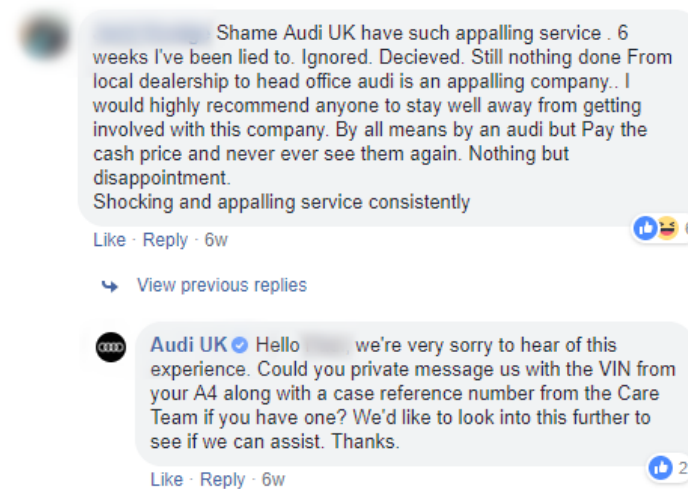 Shame Audi UK have such appalling service . 6
weeks I've been lied to. Ignored. Decieved. Still nothing done From
local dealership to head office audi is an appalling company.. I
would highly recommend anyone to stay well away from getting
involved with this company. By all means by an audi but Pay the
cash price and never ever see them again. Nothing but
disappointment.
Shocking and appalling service consistently
Like · Reply · 6w
View previous replies
Audi UK Hello we're very sorry to hear of this
experience. Could you private message us with the VIN from
your A4 along with a case reference number from the Care
Team if you have one? We'd like to look into this further to
see if we can assist. Thanks.
2
Like · Reply · 6w